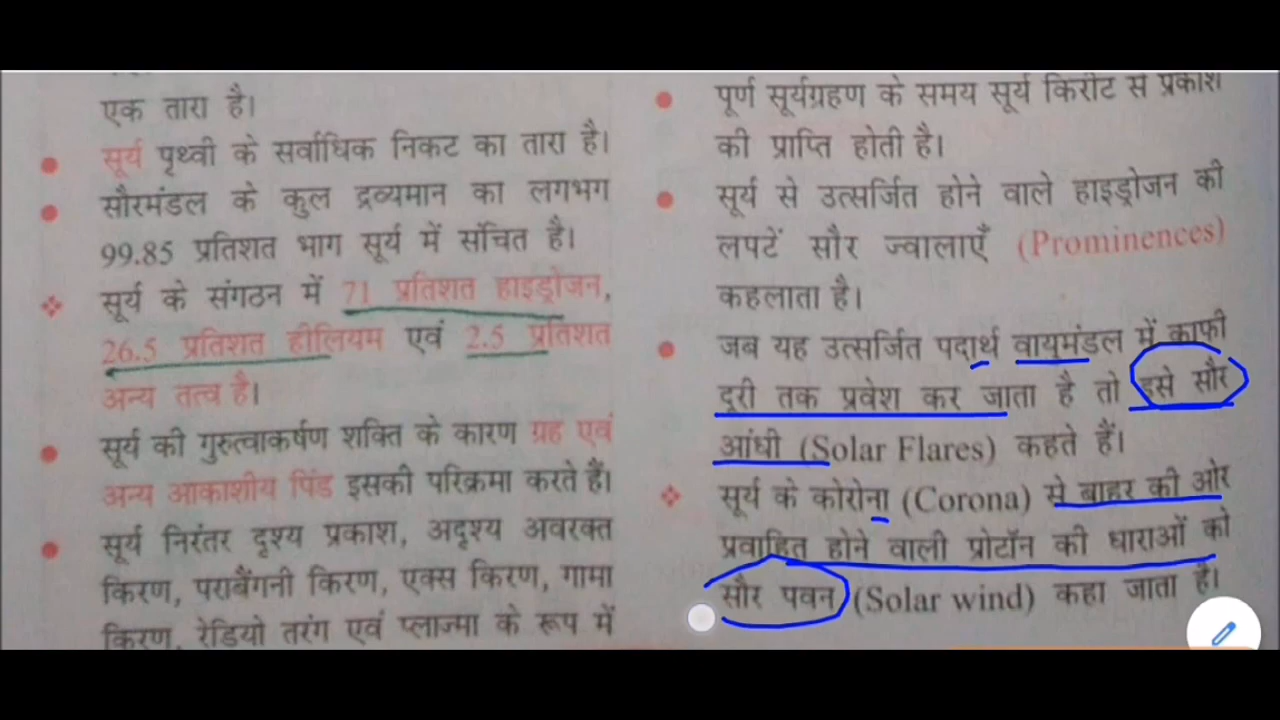 एक तारा है।
सूर्य पृथ्वी के सर्वाधिक निकट का तारा है।
सौरमंडल के कुल द्रव्यमान का लगभग
99.85 प्रतिशत भाग सूर्य में संचित है।
सूर्य के संगठन में 71 प्रतिशत हाइड्रोजन,
26.5 प्रतिशत हीलियम एवं 2.5 प्रतिशत
अन्य तत्व है।
सूर्य की गुरुत्वाकर्षण शक्ति के कारण ग्रह एवं
अन्य आकाशीय पिंड इसकी परिक्रमा करते हैं।
सूर्य निरंतर दृश्य प्रकाश, अदृश्य अवरक्त
किरण, पराबैंगनी किरण, एक्स किरण, गामा
किरण, रेडियो तरंग एवं प्लाज्मा के रूप में
पूर्ण सूर्यग्रहण के समय सूर्य किरीट से प्रकाश
की प्राप्ति होती है।
सूर्य से उत्सर्जित होने वाले हाइड्रोजन की
लपटें सौर ज्वालाएँ (Prominences)
कहलाता है।
जब यह उत्सर्जित पदार्थ वायुमंडल में काफी
दूरी तक प्रवेश कर जाता है तो इसे सौर
आंधी (Solar Flares) कहते हैं।
सूर्य के कोरोना (Corona) से बाहर की ओर
प्रवाहित होने वाली प्रोटॉन की धाराओं को
सौर पवन (Solar wind) कहा जाता है।